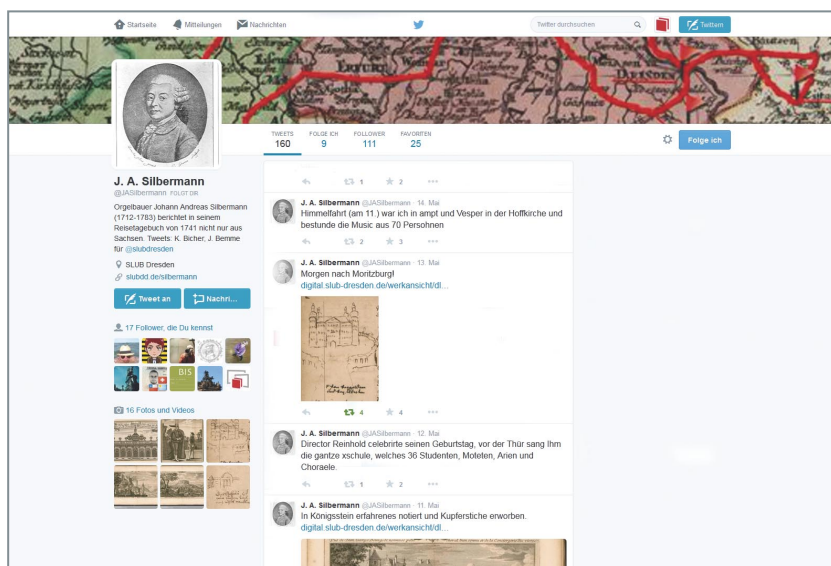 Startseite
Mitteilungen
Nachrichten
Twitter durchsuchen
Twittern
ERFURT
DRESDEN
TWEETS
160
FOLGE ICH
9
FOLLOWER
111
FAVORITEN
25
Folge ich
J. A. Silbermann
@JASilbermann FOLGT DIR
Orgelbauer Johann Andreas Silbermann
(1712-1783) berichtet in seinem
Reisetagebuch von 1741 nicht nur aus
Sachsen. Tweets: K. Bicher, J. Bemme
für @slubdresden
SLUB Dresden
slubdd.de/silbermann
Tweet an
Nachri...
17 Follower, die Du kennst
BIS
16 Fotos und Videos
1
2
J. A. Silbermann @JASilbermann · 14. Mai
Himmelfahrt (am 11.) war ich in ampt und Vesper in der Hoffkirche und
bestunde die Music aus 70 Persohnen
2
3
J. A. Silbermann @JASilbermann · 13. Mai
Morgen nach Moritzburg!
digital.slub-dresden.de/werkansicht/dl...
4
4
J. A. Silbermann @JASilbermann · 12. Mai
Director Reinhold celebrirte seinen Geburtstag, vor der Thür sang Ihm
die gantze xschule, welches 36 Studenten, Moteten, Arien und
Choraele.
1
2
J. A. Silbermann @JASilbermann · 11. Mai
In Königsstein erfahrenes notiert und Kupferstiche erworben.
digital.slub-dresden.de/werkansicht/dl...